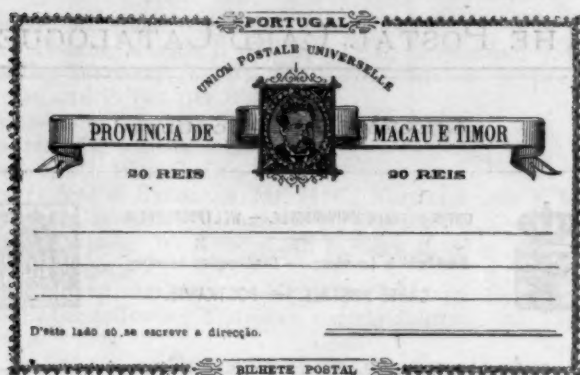 PORTUGAL
UNION POSTALE UNIVERSELLE
PROVINCIA DE MACAU E TIMOR
20 REIS 20 REIS
D'este lado só se escreve a direcção.
BILHETE POSTAL